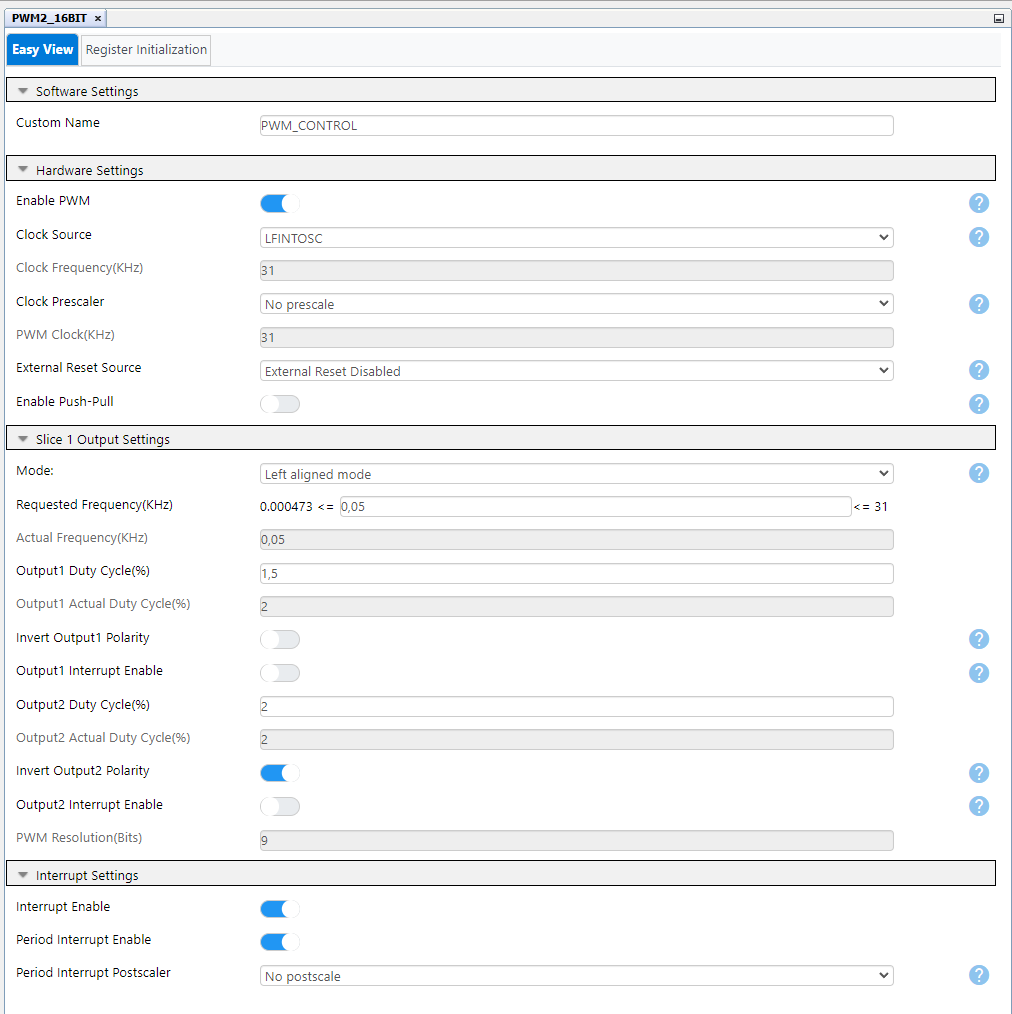 PWM2_16BIT ×
Easy View Register Initialization
Software Settings
Custom Name PWM_CONTROL
Hardware Settings
Enable PWM ?
Clock Source LFINTOSC ?
Clock Frequency(KHz) 31
Clock Prescaler No prescale ?
PWM Clock(KHz) 31
External Reset Source External Reset Disabled ?
Enable Push-Pull ?
Slice 1 Output Settings
Mode: Left aligned mode ?
Requested Frequency(KHz) 0.000473 <= 0,05 <= 31
Actual Frequency(KHz) 0,05
Output1 Duty Cycle(%) 1,5
Output1 Actual Duty Cycle(%) 2
Invert Output1 Polarity ?
Output1 Interrupt Enable ?
Output2 Duty Cycle(%) 2
Output2 Actual Duty Cycle(%) 2
Invert Output2 Polarity ?
Output2 Interrupt Enable ?
PWM Resolution(Bits) 9
Interrupt Settings
Interrupt Enable
Period Interrupt Enable
Period Interrupt Postscaler No postscale ?